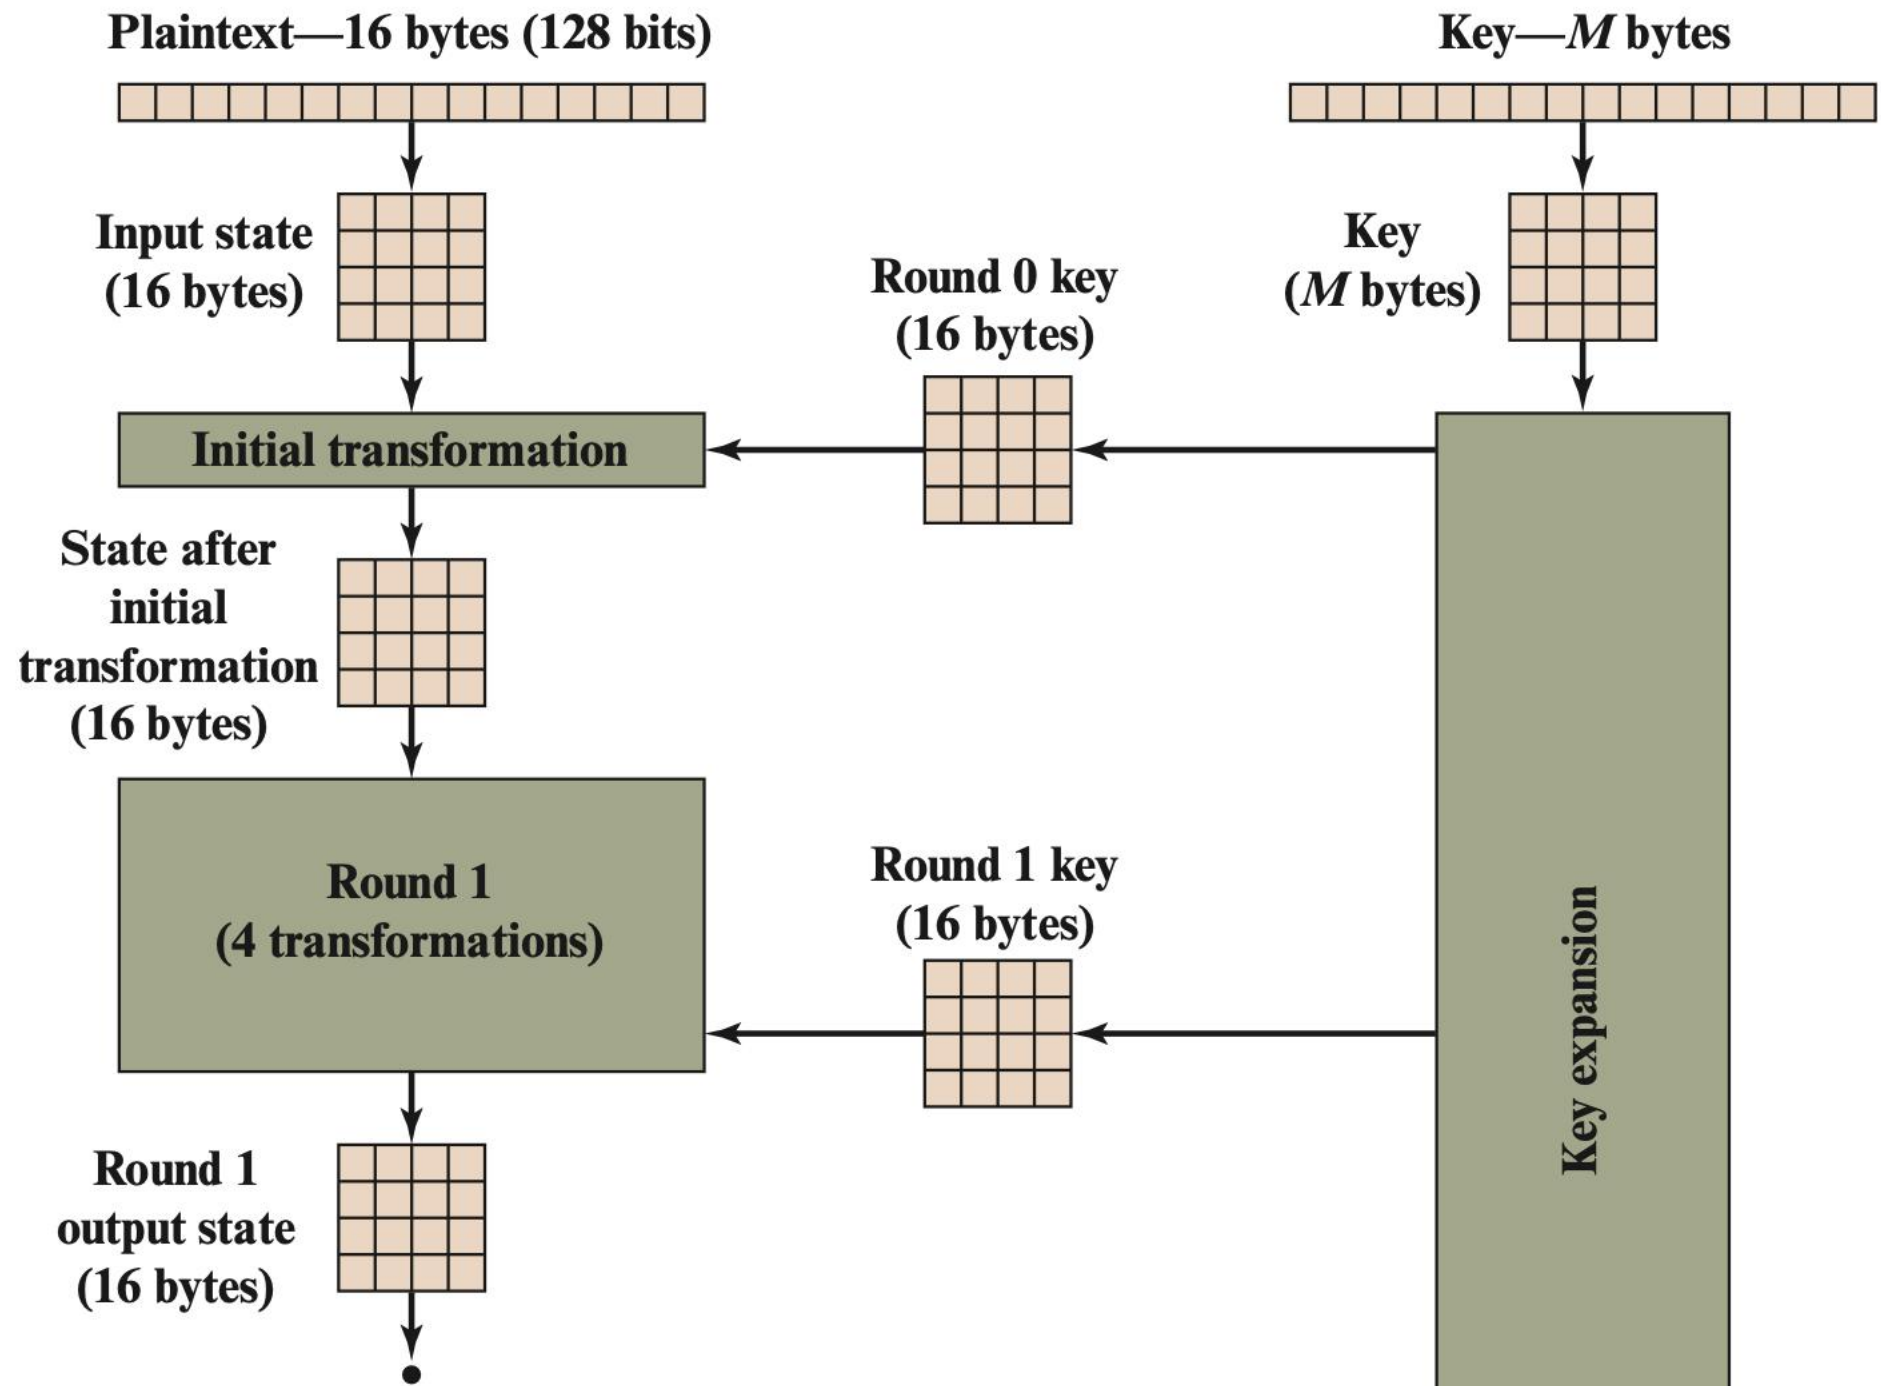 Plaintext—16 bytes (128 bits)
Key—M bytes
Input state
(16 bytes)
Key
(M bytes)
Round 0 key
(16 bytes)
Initial transformation
State after
initial
transformation
(16 bytes)
Round 1
(4 transformations)
Round 1 key
(16 bytes)
Key expansion
Round 1
output state
(16 bytes)